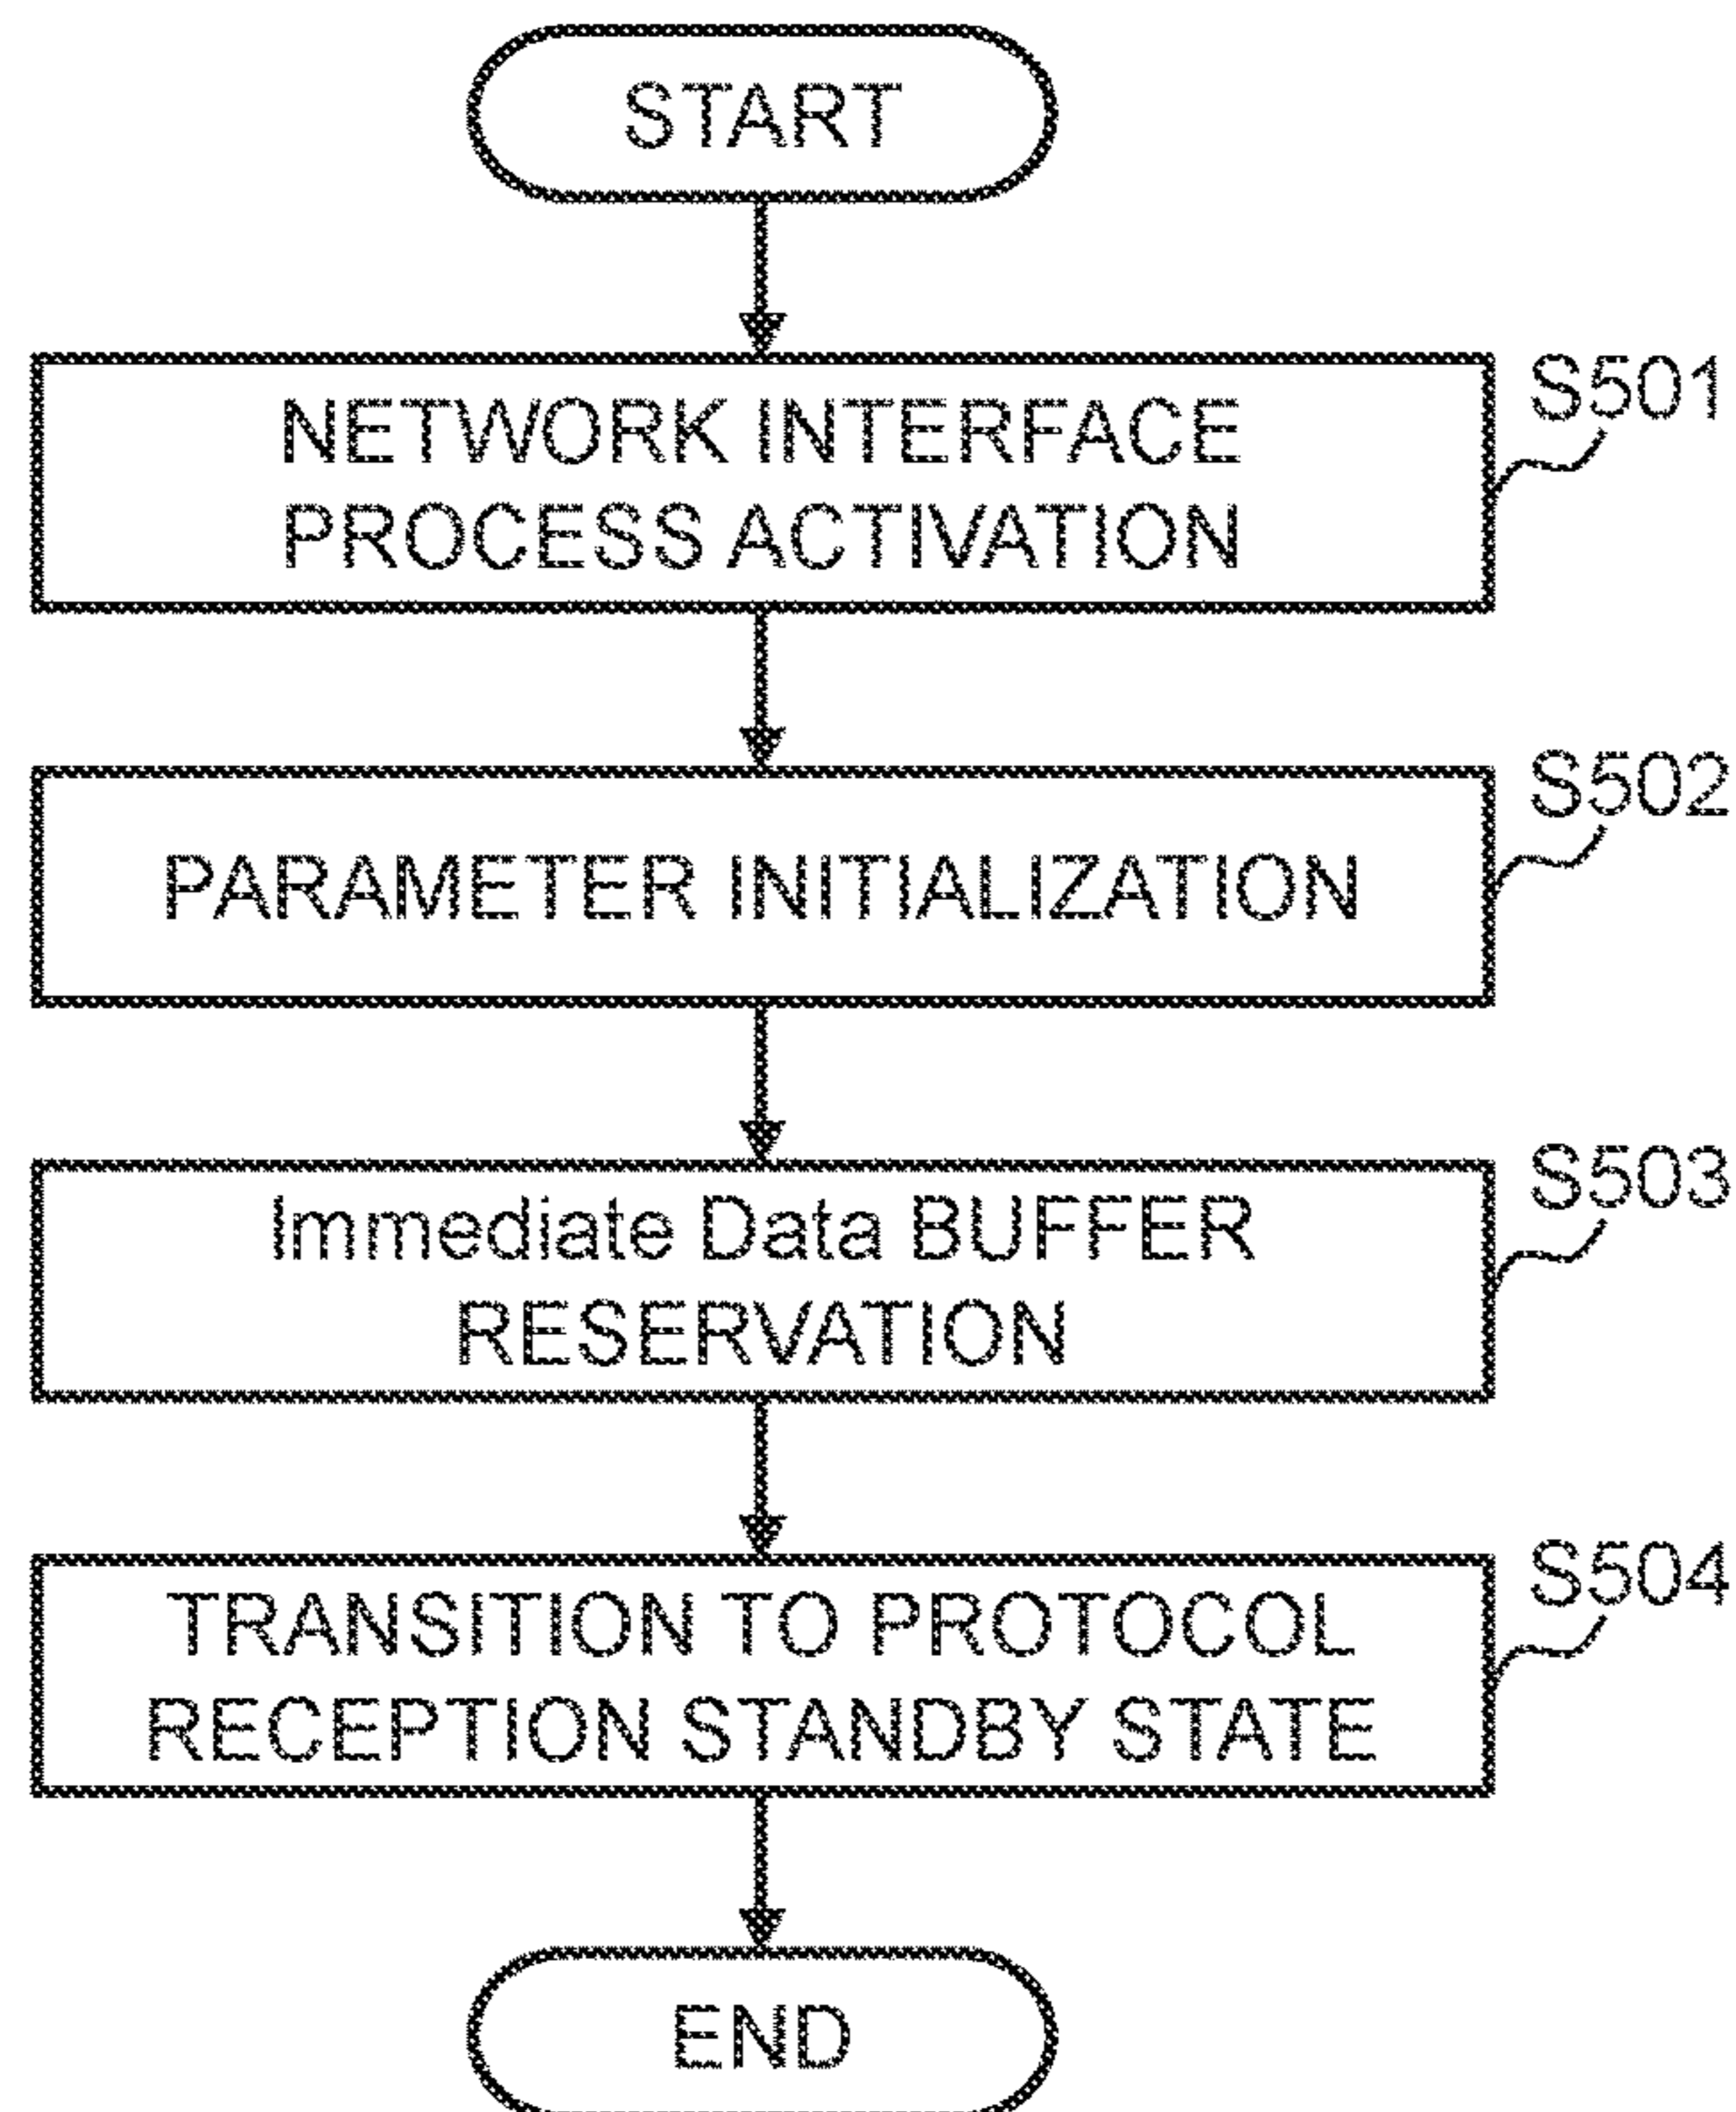 START
NETWORK INTERFACE
PROCESS ACTIVATION
S501
PARAMETER INITIALIZATION
S502
Immediate Data BUFFER
RESERVATION
S503
TRANSITION TO PROTOCOL
RECEPTION STANDBY STATE
S504
END